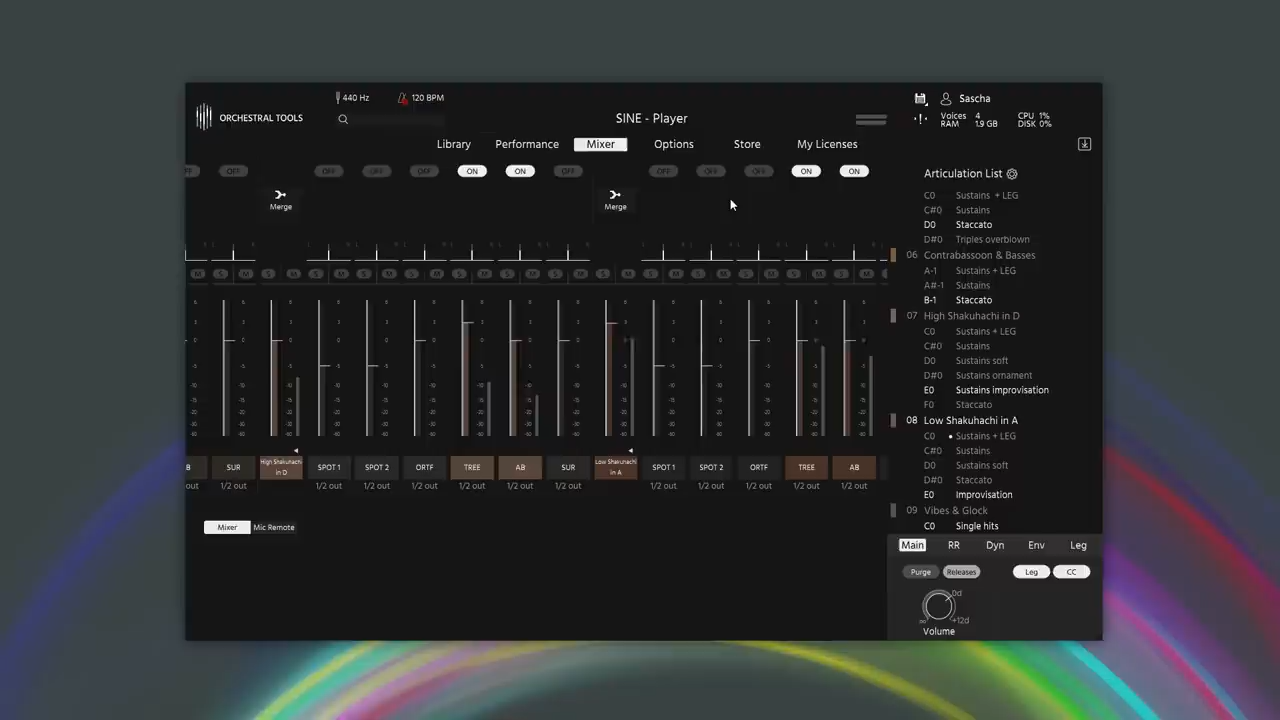 440 Hz 120 BPM
Sascha
ORCHESTRAL TOOLS
SINE - Player
Voices 4 CPU 1%
RAM 1.9 GB DISK 0%
Library Performance Mixer Options Store My Licenses
OFF OFF OFF OFF ON ON OFF OFF OFF OFF ON ON
Articulation List
C0 Sustains + LEG
Merge Merge
C#0 Sustains
D0 Staccato
D#0 Triples overblown
06 Contrabassoon & Basses
A-1 Sustains + LEG
A#-1 Sustains
B-1 Staccato
07 High Shakuhachi in D
C0 Sustains + LEG
C#0 Sustains
D0 Sustains soft
D#0 Sustains ornament
E0 Sustains improvisation
F0 Staccato
08 Low Shakuhachi in A
C0 Sustains + LEG
C#0 Sustains
D0 Sustains soft
D#0 Staccato
E0 Improvisation
09 Vibes & Glock
C0 Single hits
B SUR High Shakuhachi in D SPOT 1 SPOT 2 ORTF TREE AB SUR Low Shakuhachi in A SPOT 1 SPOT 2 ORTF TREE AB
out 1/2 out 1/2 out 1/2 out 1/2 out 1/2 out 1/2 out 1/2 out 1/2 out 1/2 out 1/2 out 1/2 out 1/2 out
Mixer Mic Remote
Main RR Dyn Env Leg
Purge Releases Leg CC
0d
+12d
Volume